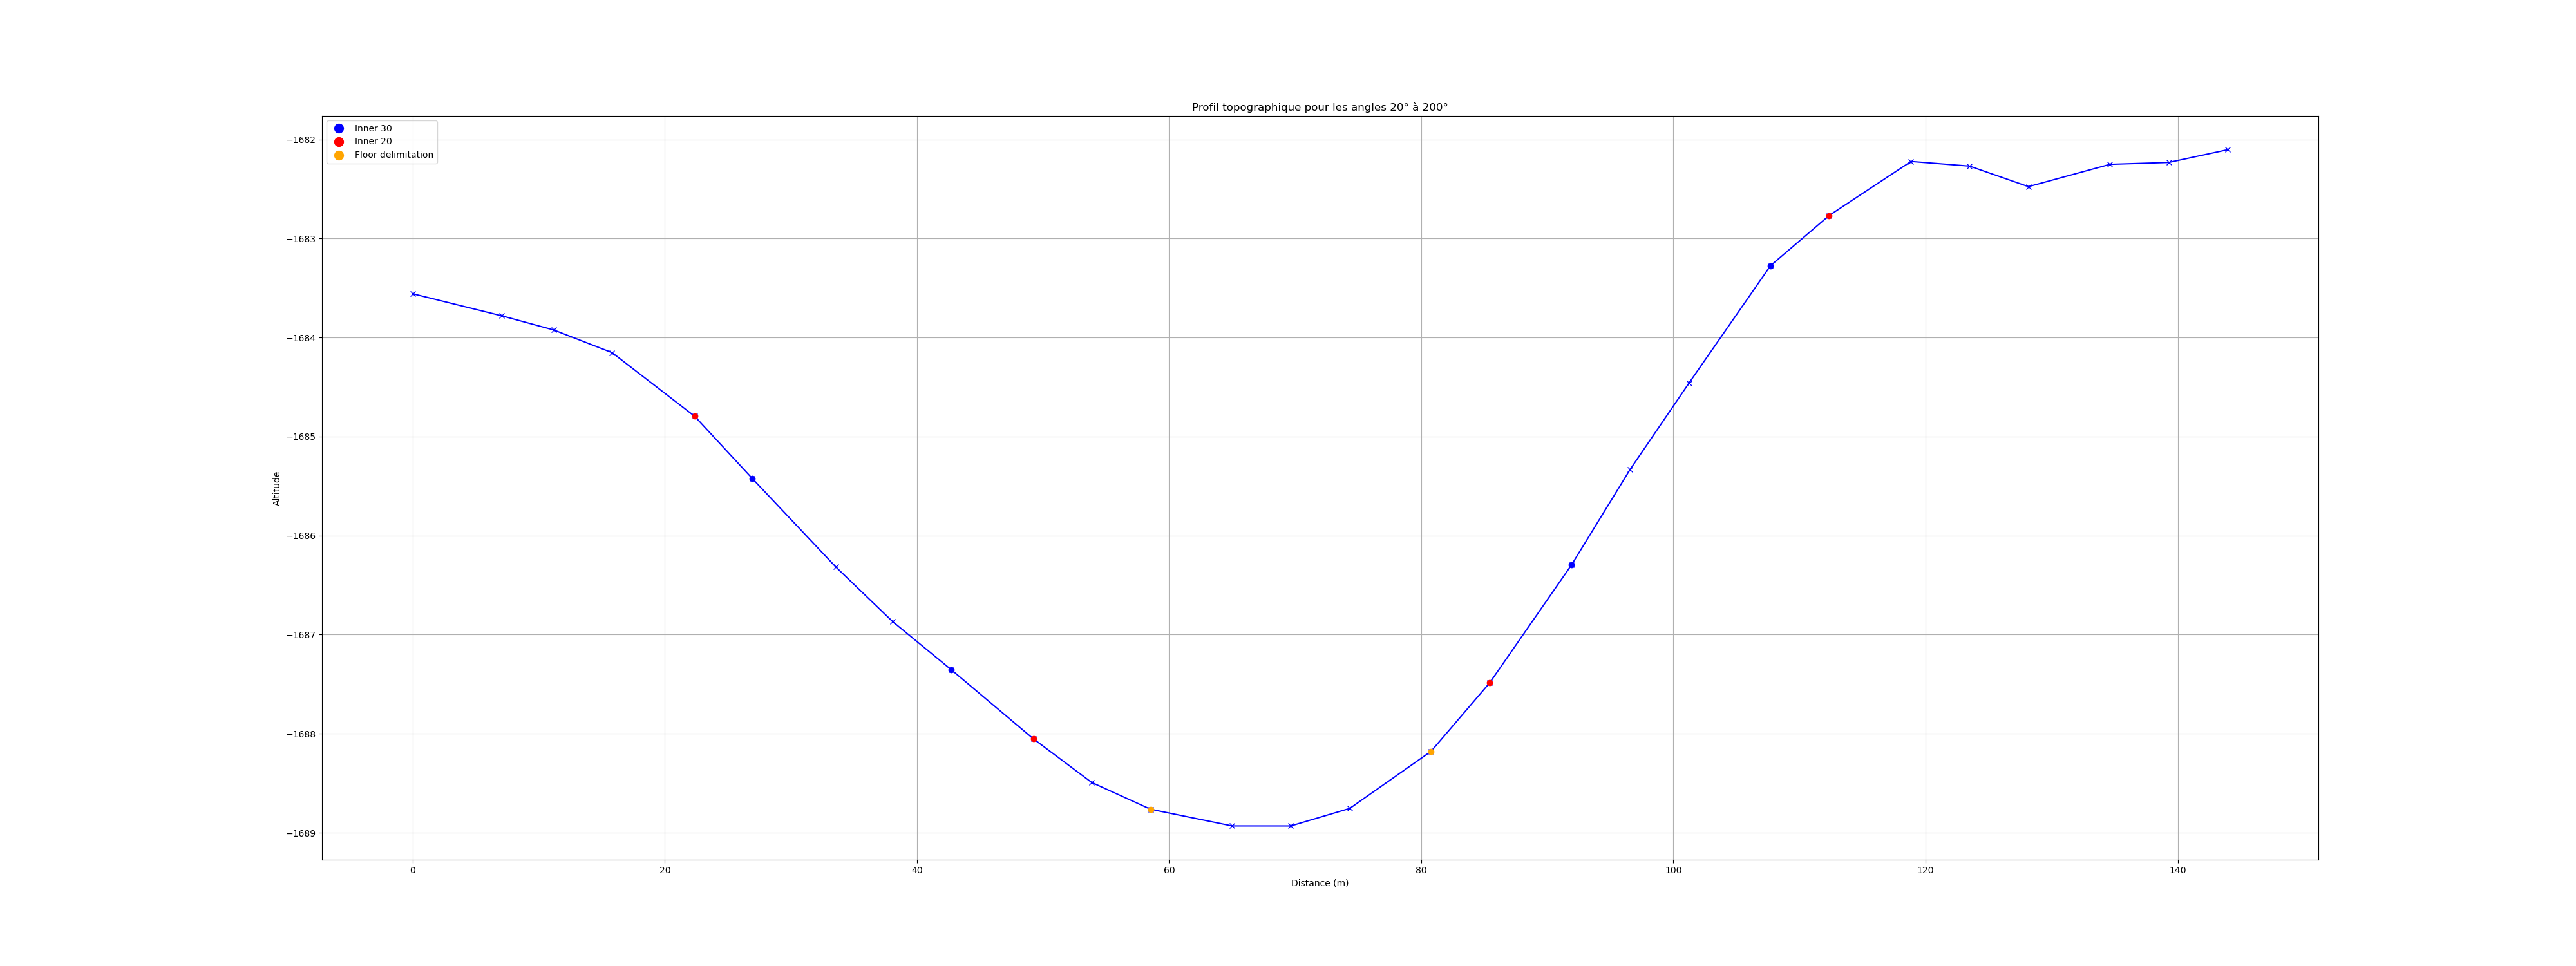 Profil topographique pour les angles 20° à 200°
Inner 30
Inner 20
Floor delimitation
−1682
−1683
−1684
−1685
−1686
−1687
−1688
−1689
Altitude
0 20 40 60 80 100 120 140
Distance (m)